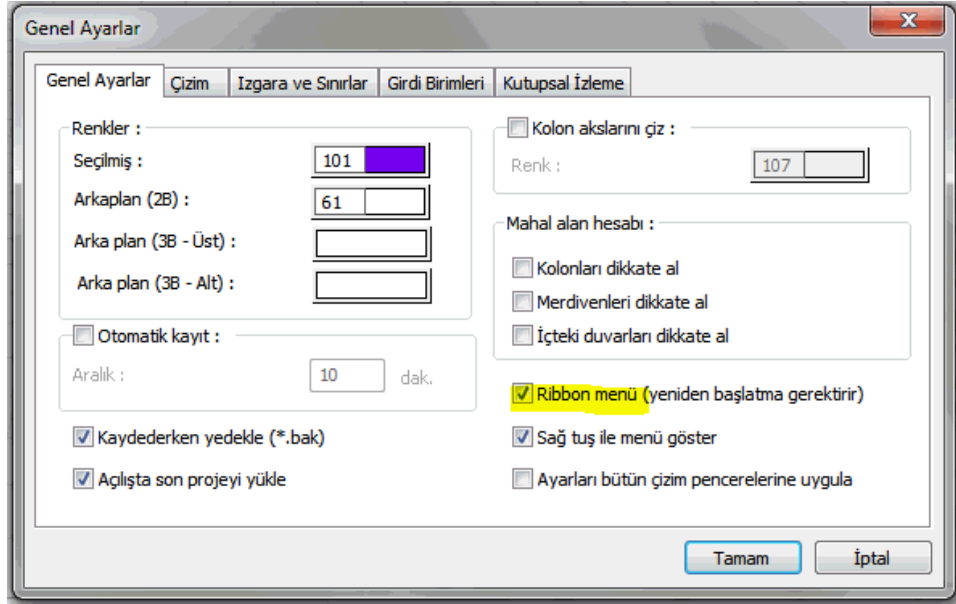 Genel Ayarlar
Genel Ayarlar Çizim Izgara ve Sınırlar Girdi Birimleri Kutupsal İzleme
Renkler :
Seçilmiş :
101
Arkaplan (2B) :
61
Arka plan (3B - Üst) :
Arka plan (3B - Alt) :
Otomatik kayıt :
Aralık :
10
dak.
Kaydederken yedekle (*.bak)
Açılışta son projeyi yükle
Kolon akslarını çiz :
Renk :
107
Mahal alan hesabı :
Kolonları dikkate al
Merdivenleri dikkate al
İçteki duvarları dikkate al
Ribbon menü (yeniden başlatma gerektirir)
Sağ tuş ile menü göster
Ayarları bütün çizim pencerelerine uygula
Tamam
İptal